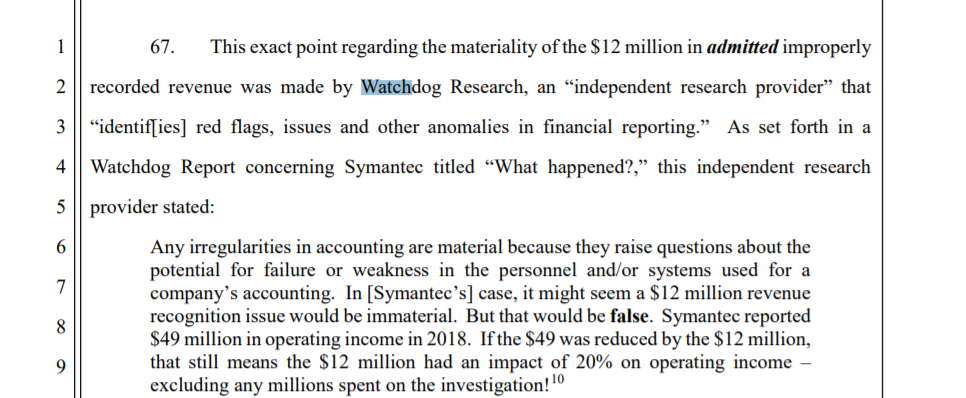 1 67. This exact point regarding the materiality of the $12 million in admitted improperly
2 recorded revenue was made by Watchdog Research, an “independent research provider” that
3 “identif[ies] red flags, issues and other anomalies in financial reporting.” As set forth in a
4 Watchdog Report concerning Symantec titled “What happened?,” this independent research
5 provider stated:
6 Any irregularities in accounting are material because they raise questions about the
potential for failure or weakness in the personnel and/or systems used for a
7 company’s accounting. In [Symantec’s] case, it might seem a $12 million revenue
recognition issue would be immaterial. But that would be false. Symantec reported
8 $49 million in operating income in 2018. If the $49 was reduced by the $12 million,
9 that still means the $12 million had an impact of 20% on operating income –
excluding any millions spent on the investigation!10